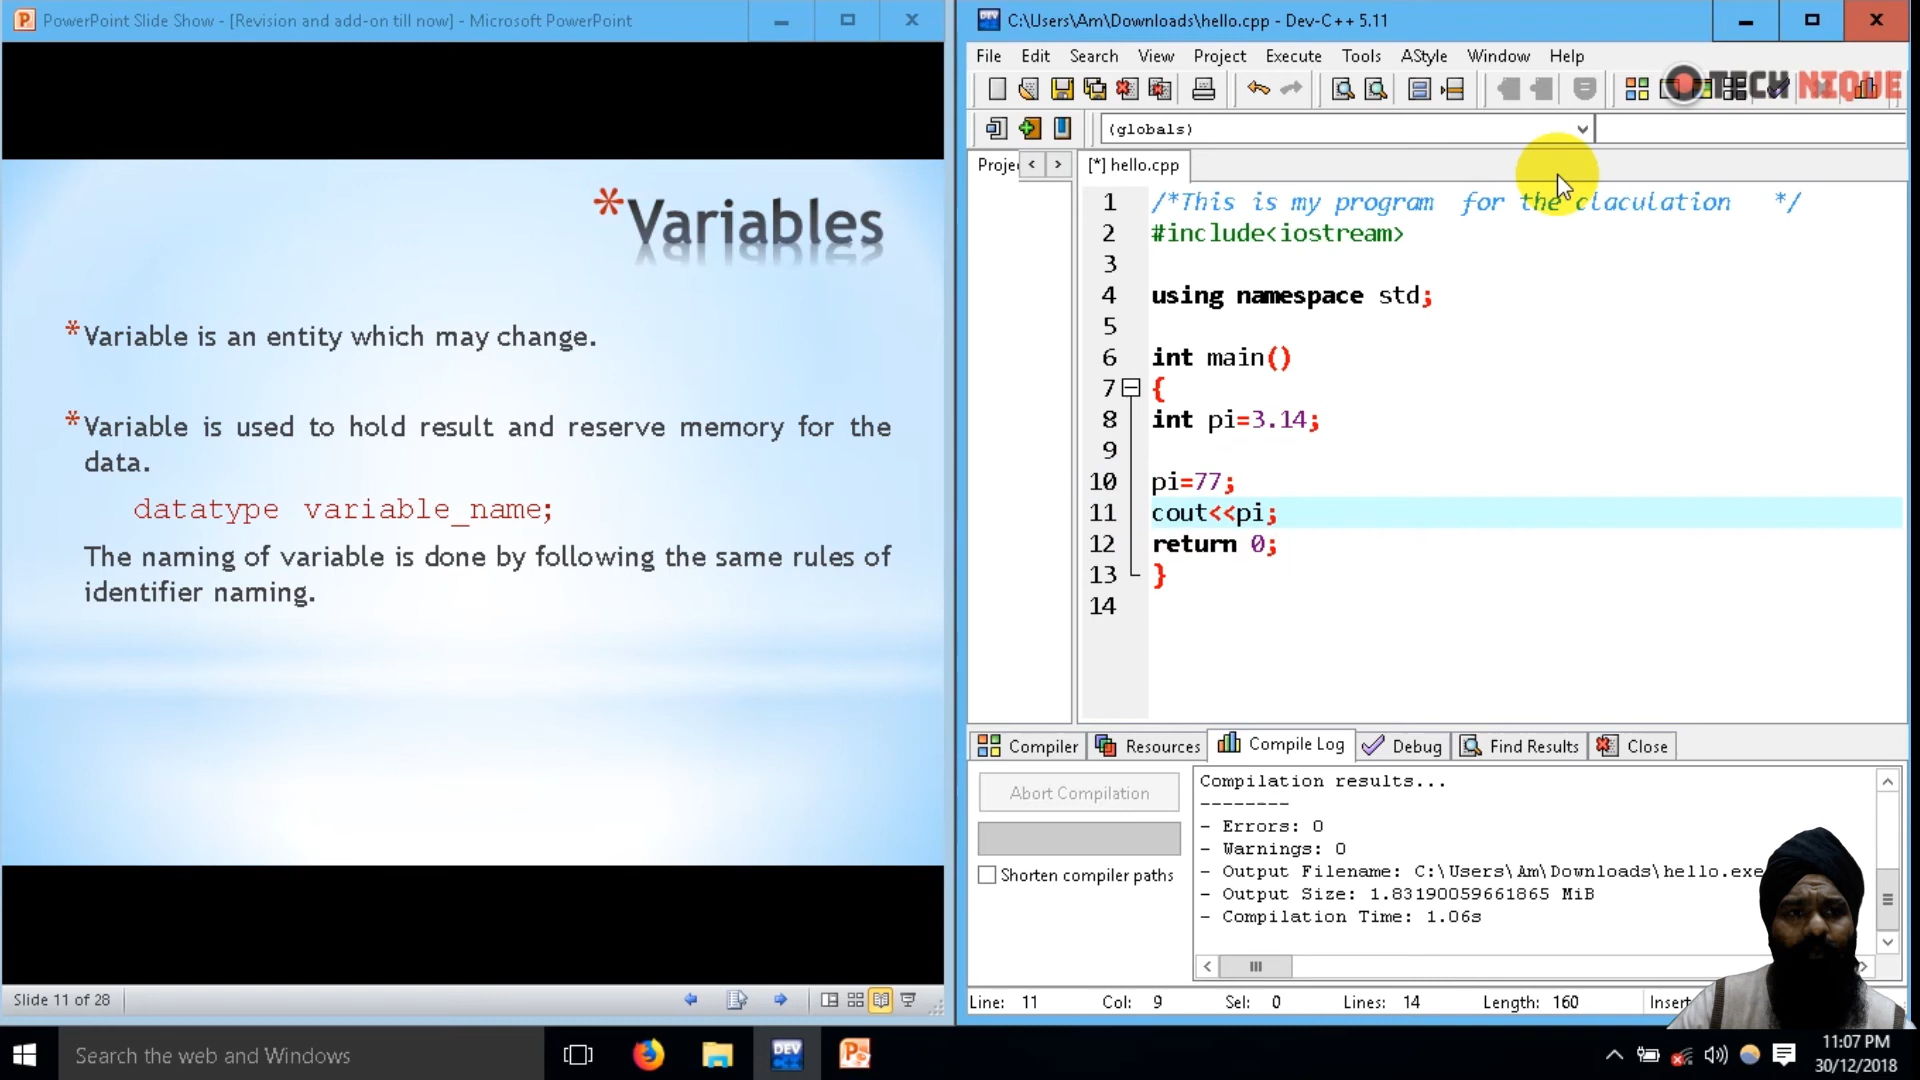 PowerPoint Slide Show - [Revision and add-on till now] - Microsoft PowerPoint
*Variables
*Variable is an entity which may change.
*Variable is used to hold result and reserve memory for the
data.
datatype variable_name;
The naming of variable is done by following the same rules of
identifier naming.
Slide 11 of 28
C:\Users\Am\Downloads\hello.cpp - Dev-C++ 5.11
File Edit Search View Project Execute Tools AStyle Window Help
TECHNIQUE
(globals)
Projec
[*] hello.cpp
1 /*This is my program for the claculation */
2 #include<iostream>
3
4 using namespace std;
5
6 int main()
7 {
8 int pi=3.14;
9
10 pi=77;
11 cout<<pi;
12 return 0;
13 }
14
Compiler Resources Compile Log Debug Find Results Close
Abort Compilation
Shorten compiler paths
Compilation results...
--------
- Errors: 0
- Warnings: 0
- Output Filename: C:\Users\Am\Downloads\hello.exe
- Output Size: 1.83190059661865 MiB
- Compilation Time: 1.06s
Line: 11 Col: 9 Sel: 0 Lines: 14 Length: 160 Insert
Search the web and Windows
DEV
11:07 PM
30/12/2018